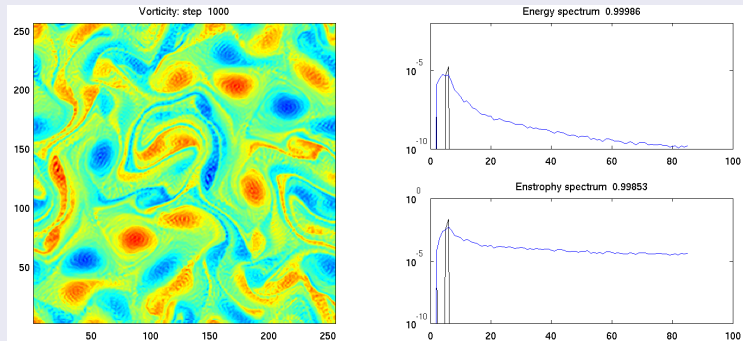 Vorticity: step 1000
250
200
150
100
50
50 100 150 200 250
Energy spectrum 0.99986
10^-5
10^-10
0 20 40 60 80 100
Enstrophy spectrum 0.99853
10^0
10^-5
10^-10
0 20 40 60 80 100